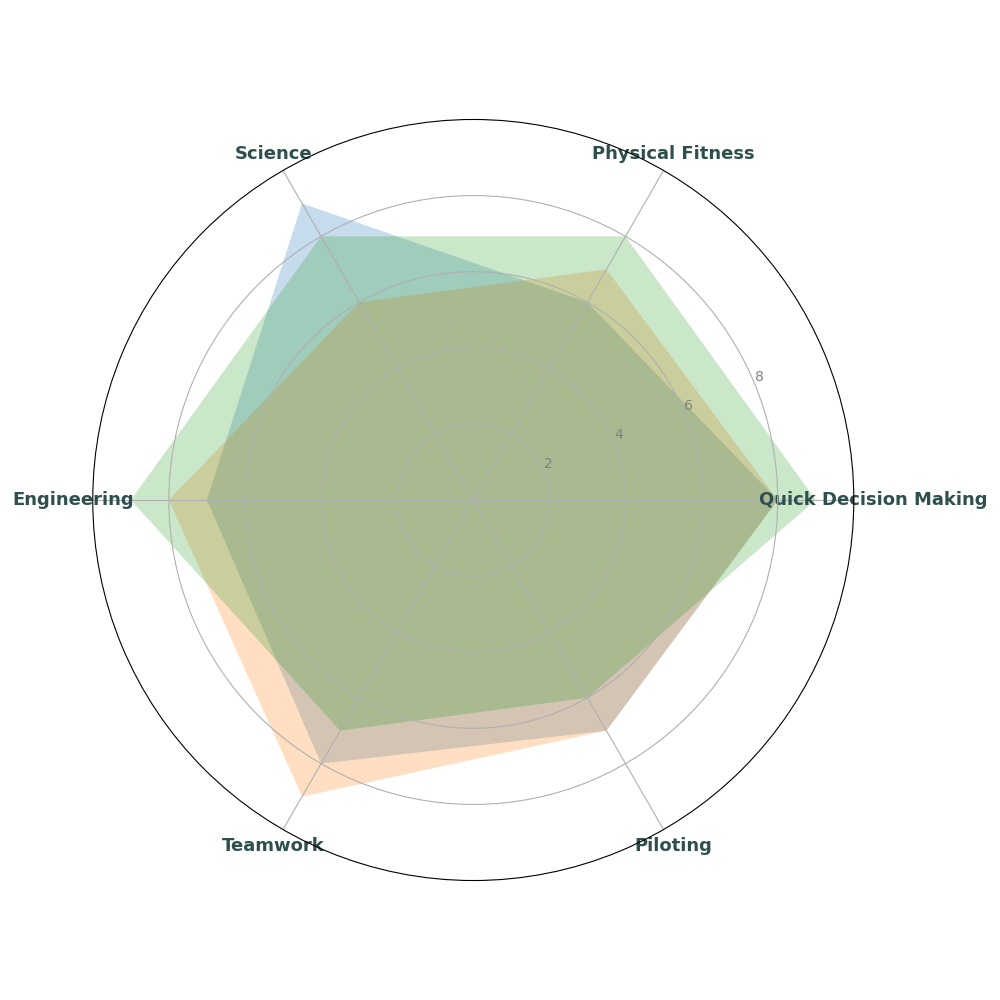 Science
Physical Fitness
8
6
4
2
Engineering
Quick Decision Making
Teamwork
Piloting